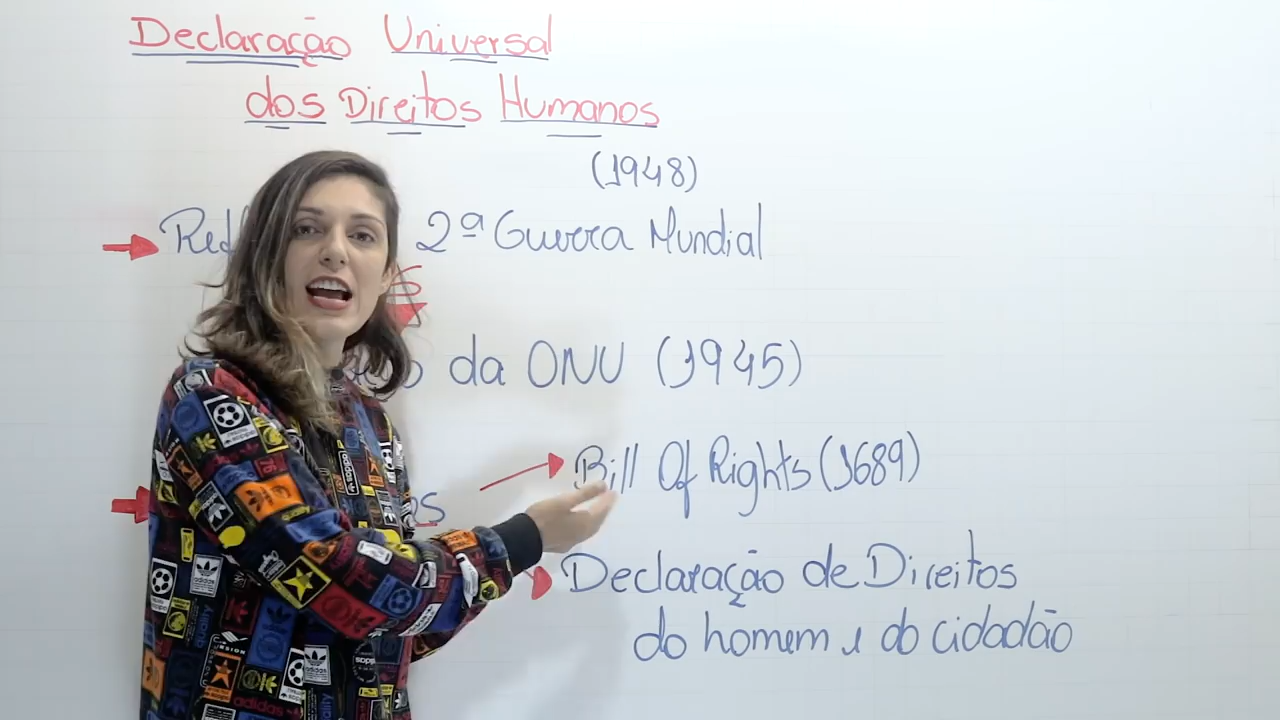 Declaração Universal
dos Direitos Humanos
(1948)
2ª Guerra Mundial
da ONU (1945)
Bill Of Rights (1689)
Declaração de Direitos
do homem e do cidadão
adidas